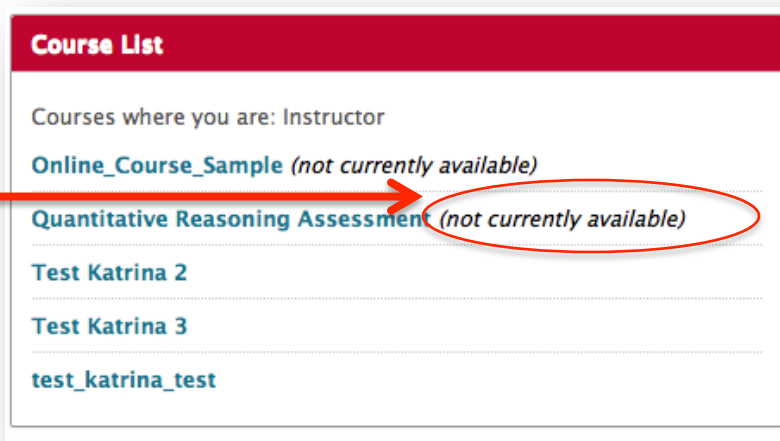 Course List
Courses where you are: Instructor
Online_Course_Sample (not currently available)
Quantitative Reasoning Assessment (not currently available)
Test Katrina 2
Test Katrina 3
test_katrina_test